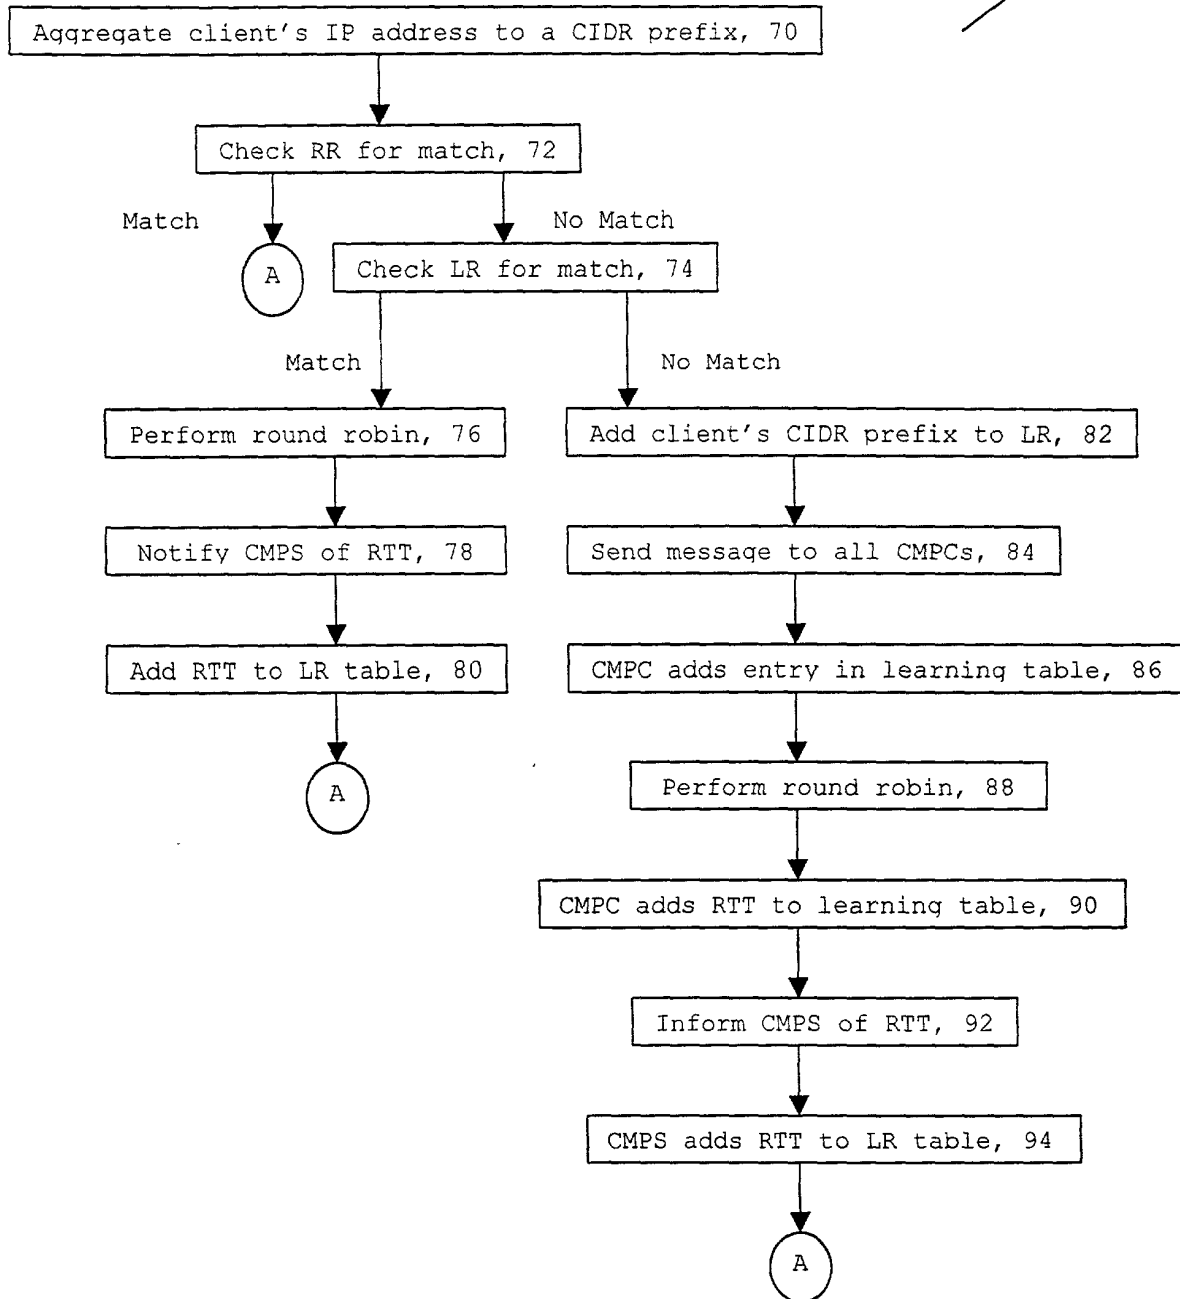 Aggregate client's IP address to a CIDR prefix, 70
Check RR for match, 72
Match
No Match
A
Check LR for match, 74
Match
No Match
Perform round robin, 76
Add client's CIDR prefix to LR, 82
Notify CMPS of RTT, 78
Send message to all CMPCs, 84
Add RTT to LR table, 80
CMPC adds entry in learning table, 86
A
Perform round robin, 88
CMPC adds RTT to learning table, 90
Inform CMPS of RTT, 92
CMPS adds RTT to LR table, 94
A